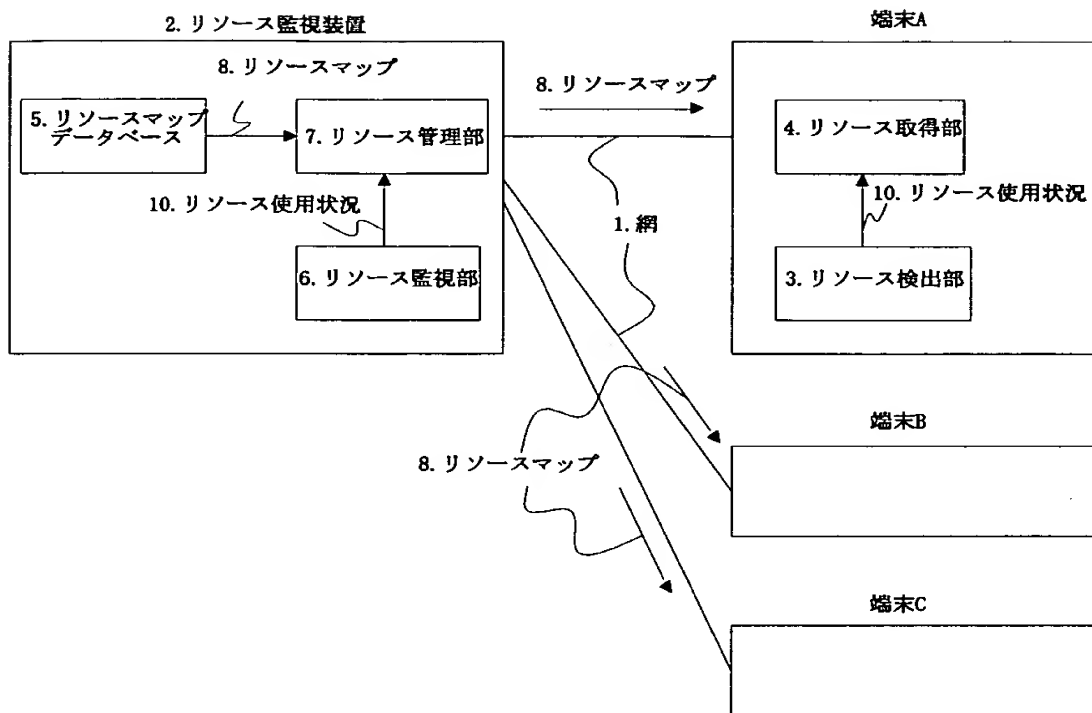 2. リソース監視装置
端末A
8. リソースマップ
8. リソースマップ
5. リソースマップ
データベース
7. リソース管理部
4. リソース取得部
10. リソース使用状況
10. リソース使用状況
1. 網
6. リソース監視部
3. リソース検出部
端末B
8. リソースマップ
端末C